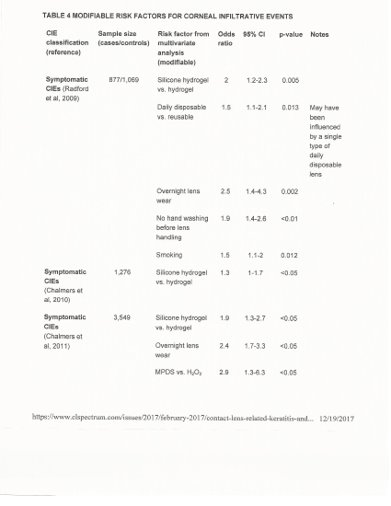 TABLE 4 MODIFIABLE RISK FACTORS FOR CORNEAL INFILTRATIVE EVENTS
CIE classification (reference) Sample size (cases/controls) Risk factor from multivariate analysis (modifiable) Odds ratio 95% CI p-value Notes
Symptomatic CIEs (Radford et al, 2009) 877/1,069 Silicone hydrogel vs. hydrogel 2 1.2-2.3 0.005
Daily disposable vs. reusable 1.5 1.1-2.1 0.013 May have been influenced by a single type of daily disposable lens
Overnight lens wear 2.5 1.4-4.3 0.002
No hand washing before lens handling 1.9 1.4-2.6 <0.01
Smoking 1.5 1.1-2 0.012
Symptomatic CIEs (Chalmers et al, 2010) 1,276 Silicone hydrogel vs. hydrogel 1.3 1-1.7 <0.05
Symptomatic CIEs (Chalmers et al, 2011) 3,549 Silicone hydrogel vs. hydrogel 1.9 1.3-2.7 <0.05
Overnight lens wear 2.4 1.7-3.3 <0.05
MPDS vs. H₂O₂ 2.9 1.3-6.3 <0.05
https://www.clspectrum.com/issues/2017/february-2017/contact-lens-related-keratitis-and... 12/19/2017